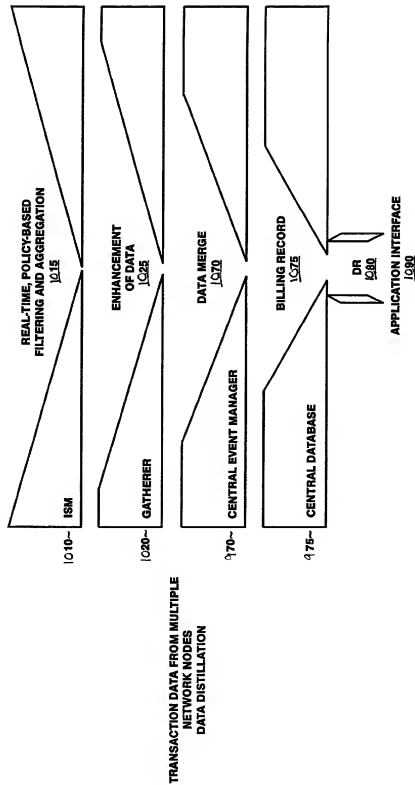 TRANSACTION DATA FROM MULTIPLE
NETWORK NODES
DATA DISTILLATION
REAL-TIME, POLICY-BASED
FILTERING AND AGGREGATION
1015
1010~ ISM
ENHANCEMENT
OF DATA
1025
1020~ GATHERER
DATA MERGE
1070
970~ CENTRAL EVENT MANAGER
BILLING RECORD
1075
975~ CENTRAL DATABASE
DR
1080
APPLICATION INTERFACE
1090